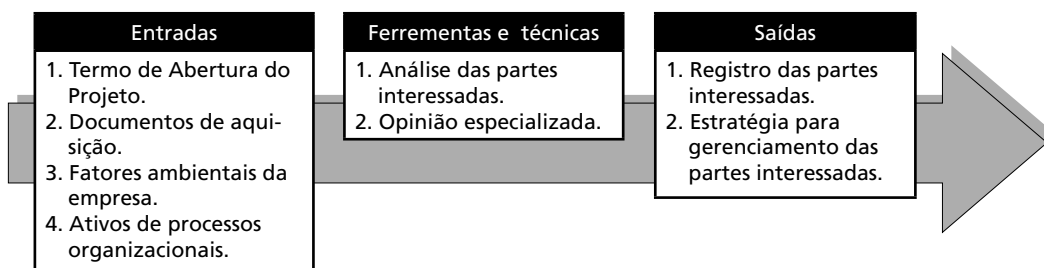 Entradas
1. Termo de Abertura do
Projeto.
2. Documentos de aqui-
sição.
3. Fatores ambientais da
empresa.
4. Ativos de processos
organizacionais.
Ferrementas e técnicas
1. Análise das partes
interessadas.
2. Opinião especializada.
Saídas
1. Registro das partes
interessadas.
2. Estratégia para
gerenciamento das
partes interessadas.